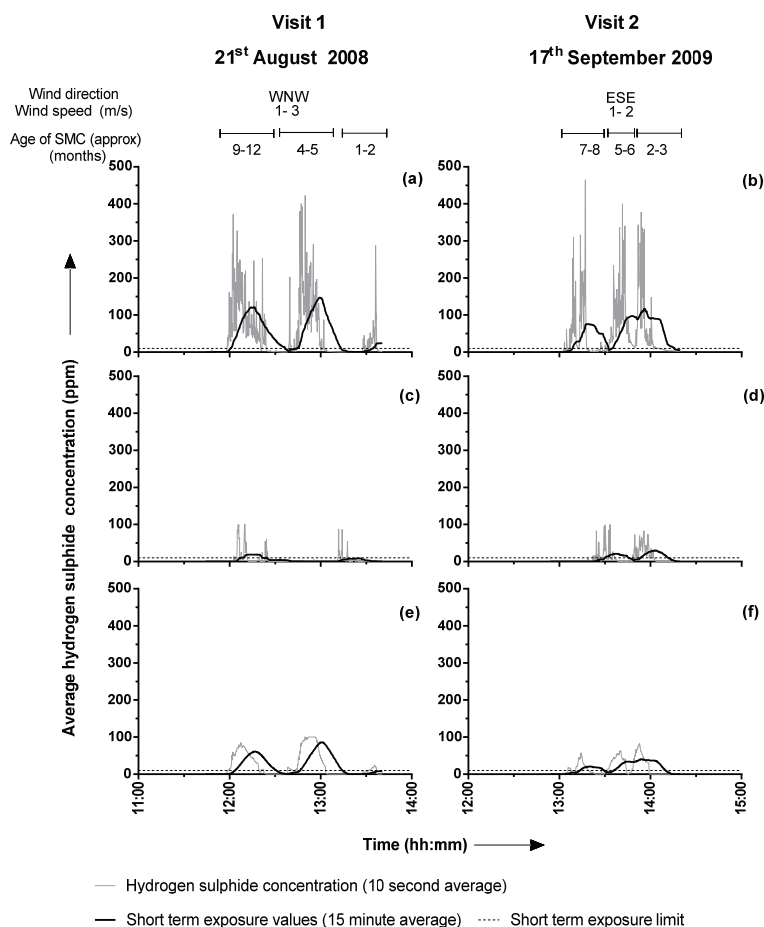 Visit 1 Visit 2
21st August 2008 17th September 2009
Wind direction WNW ESE
Wind speed (m/s) 1- 3 1- 2
Age of SMC (approx)
(months) 9-12 4-5 1-2 7-8 5-6 2-3
Average hydrogen sulphide concentration (ppm)
500 (a) 500 (b)
400 400
300 300
200 200
100 100
0 0
500 (c) 500 (d)
400 400
300 300
200 200
100 100
0 0
500 (e) 500 (f)
400 400
300 300
200 200
100 100
0 0
11:00 12:00 13:00 14:00 12:00 13:00 14:00 15:00
Time (hh:mm)
Hydrogen sulphide concentration (10 second average)
Short term exposure values (15 minute average) Short term exposure limit